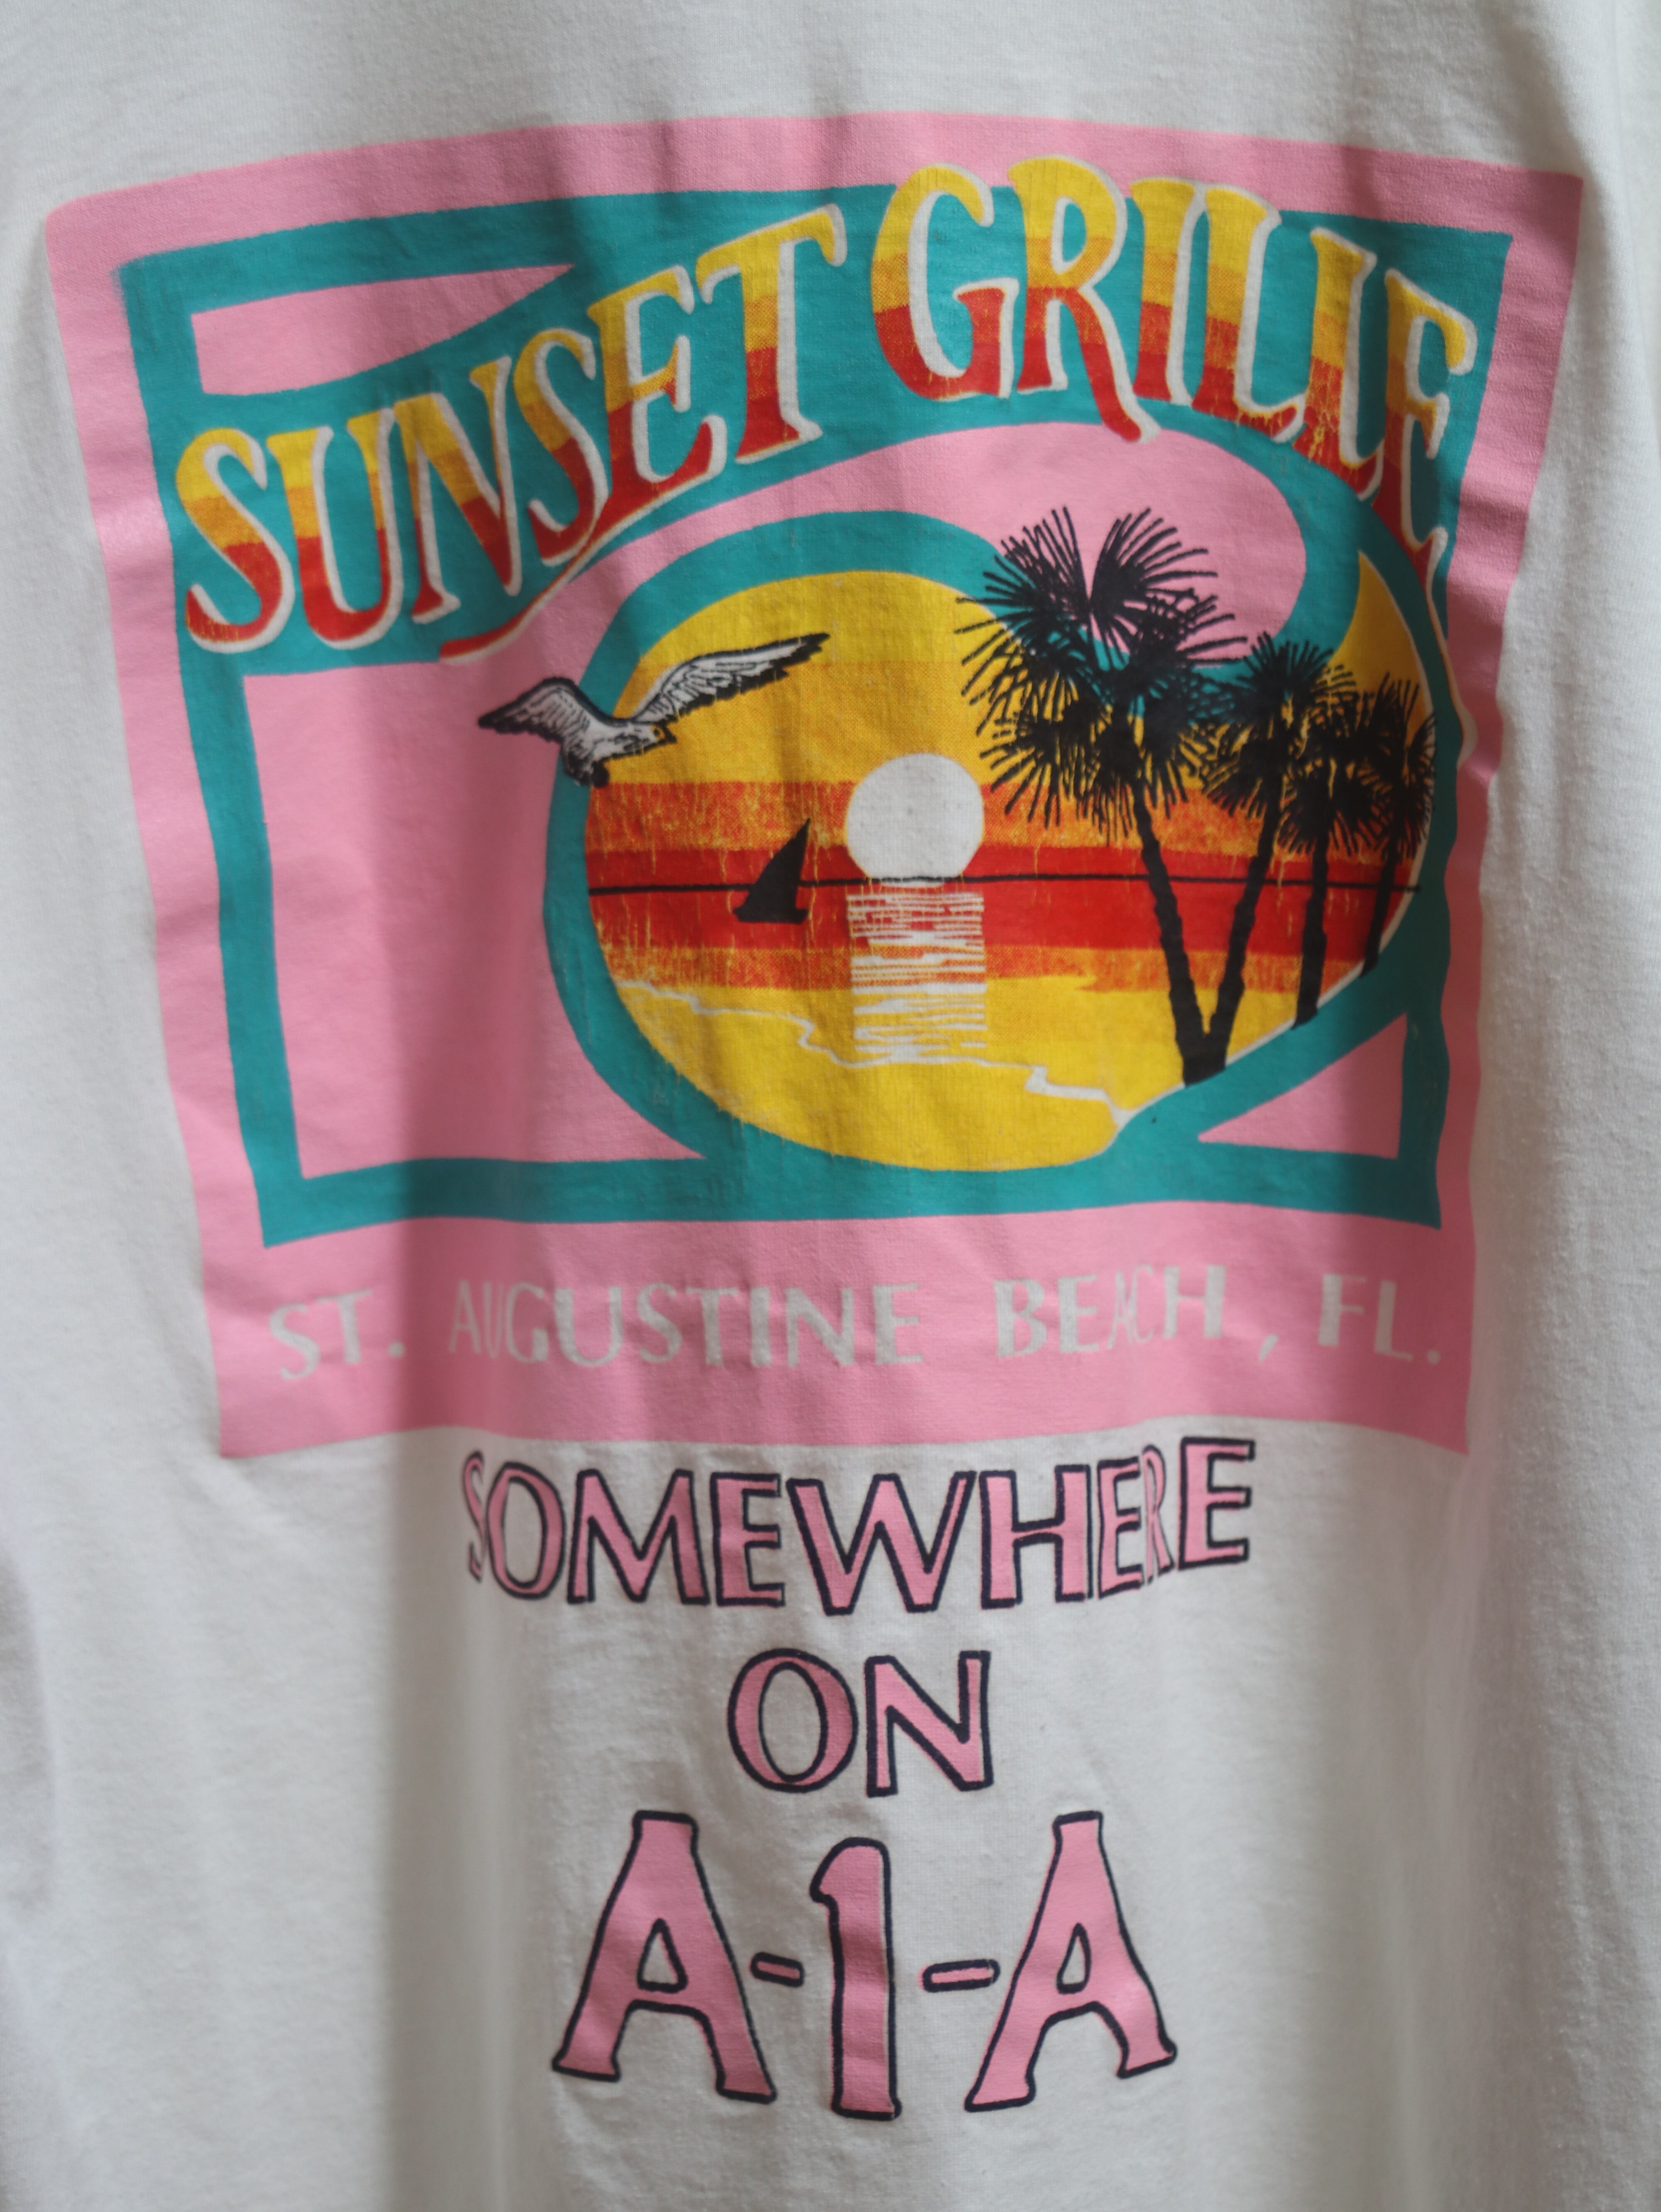 SUNSET GRILLE
ST. AUGUSTINE BEACH, FL.
SOMEWHERE
ON
A-1-A